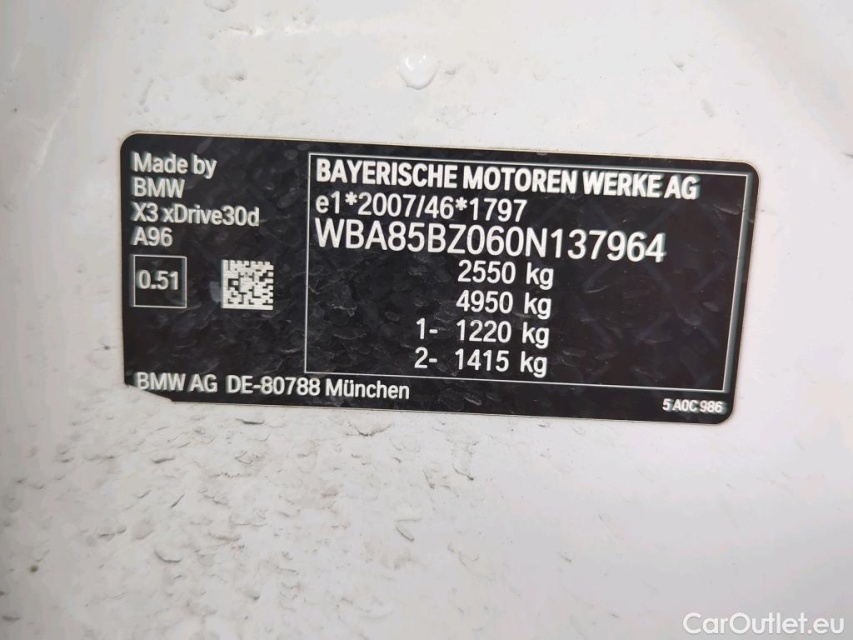 Made by
BMW
X3 xDrive30d
A96
0.51
BAYERISCHE MOTOREN WERKE AG
e1*2007/46*1797
WBA85BZ060N137964
2550 kg
4950 kg
1- 1220 kg
2- 1415 kg
BMW AG DE-80788 München
5 A0C 986
CarOutlet.eu